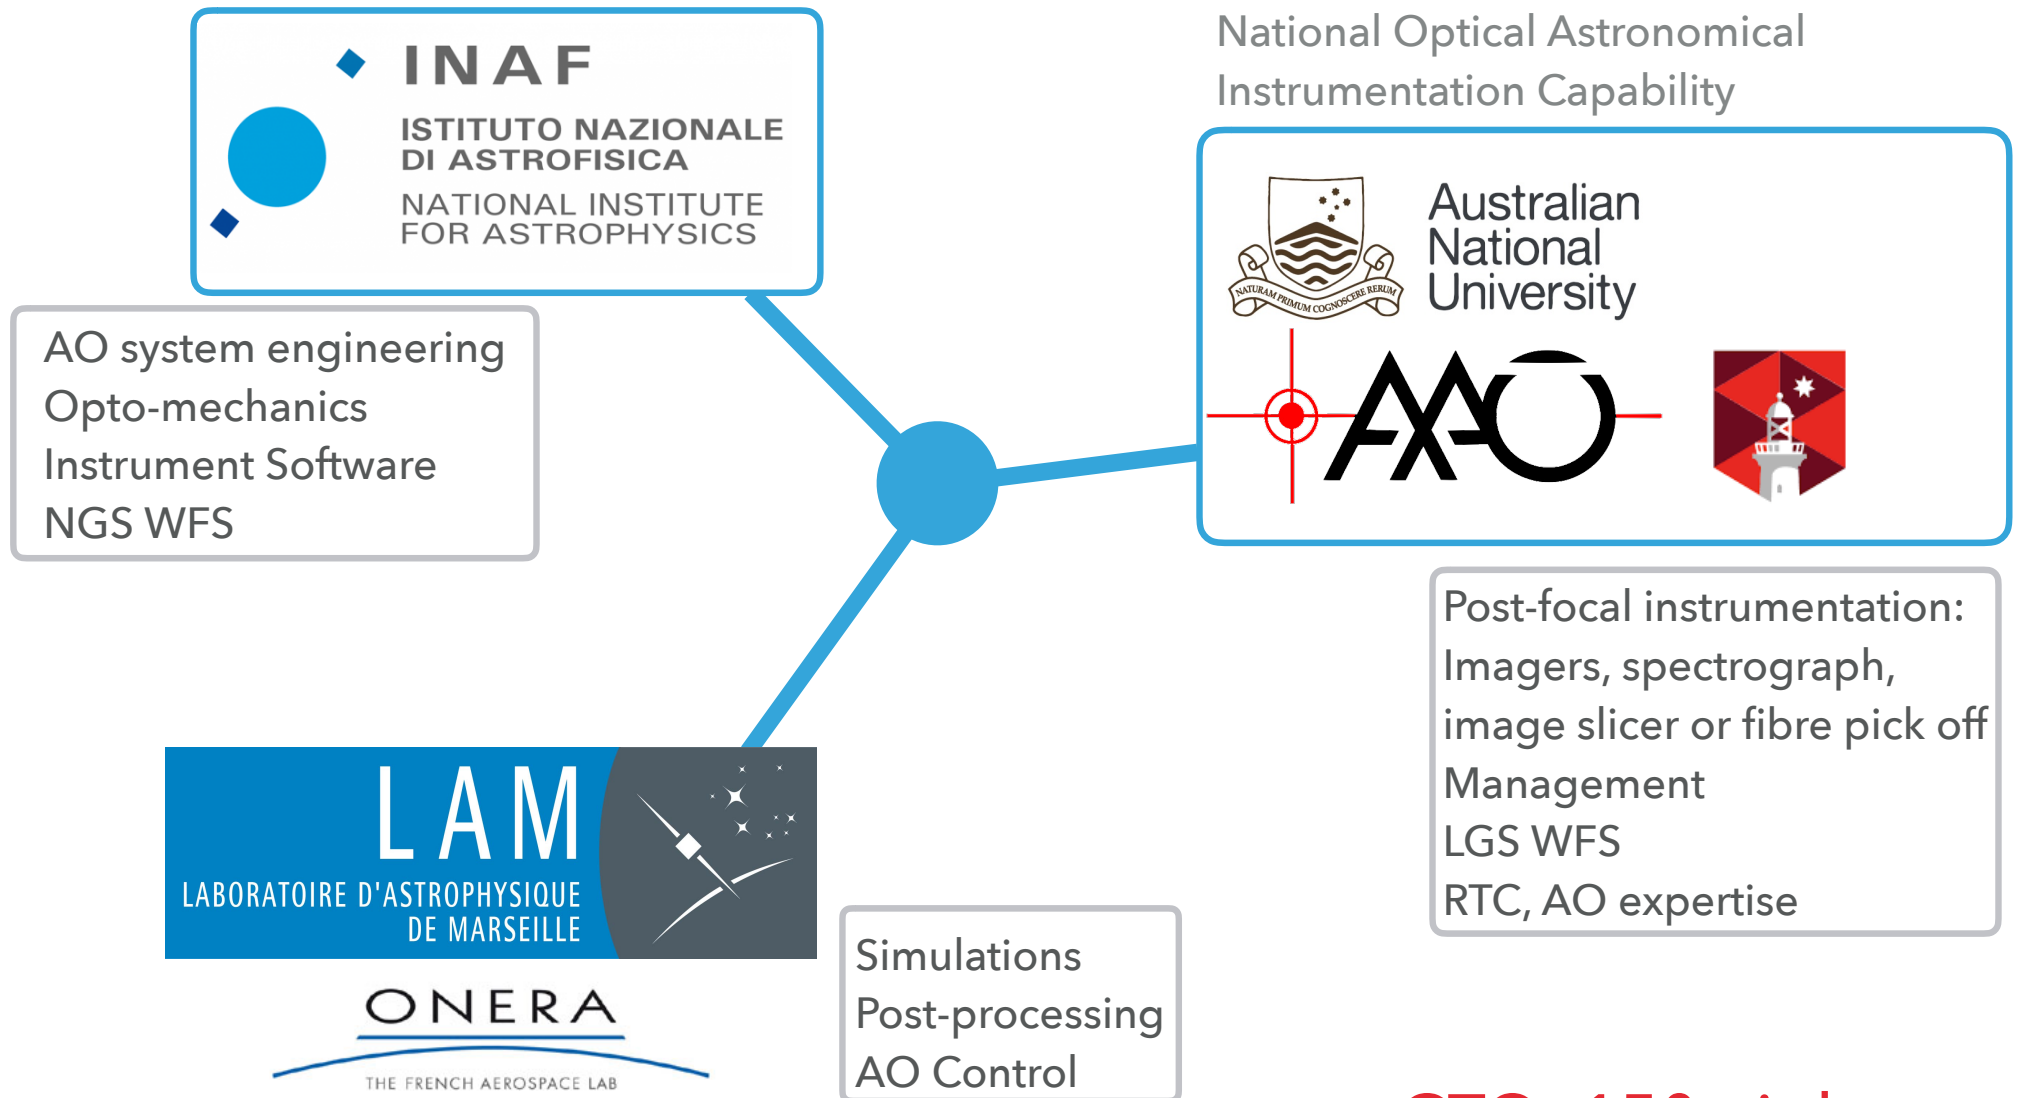 INAF
ISTITUTO NAZIONALE
DI ASTROFISICA
NATIONAL INSTITUTE
FOR ASTROPHYSICS
AO system engineering
Opto-mechanics
Instrument Software
NGS WFS
National Optical Astronomical
Instrumentation Capability
Australian
National
University
NATURAM PRIMUM COGNOSCERE RERUM
AAO
Post-focal instrumentation:
Imagers, spectrograph,
image slicer or fibre pick off
Management
LGS WFS
RTC, AO expertise
LAM
LABORATOIRE D'ASTROPHYSIQUE
DE MARSEILLE
ONERA
THE FRENCH AEROSPACE LAB
Simulations
Post-processing
AO Control